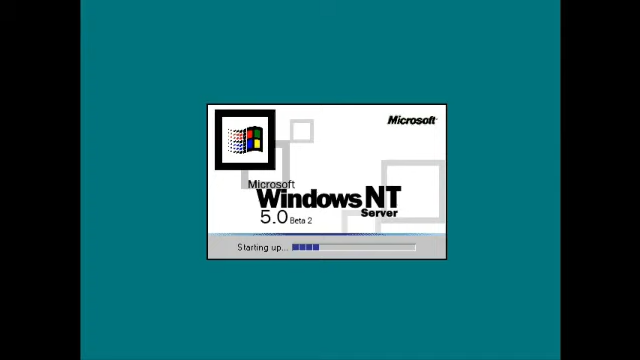 Microsoft
Microsoft
Windows NT
Server
5.0 Beta 2
Starting up...